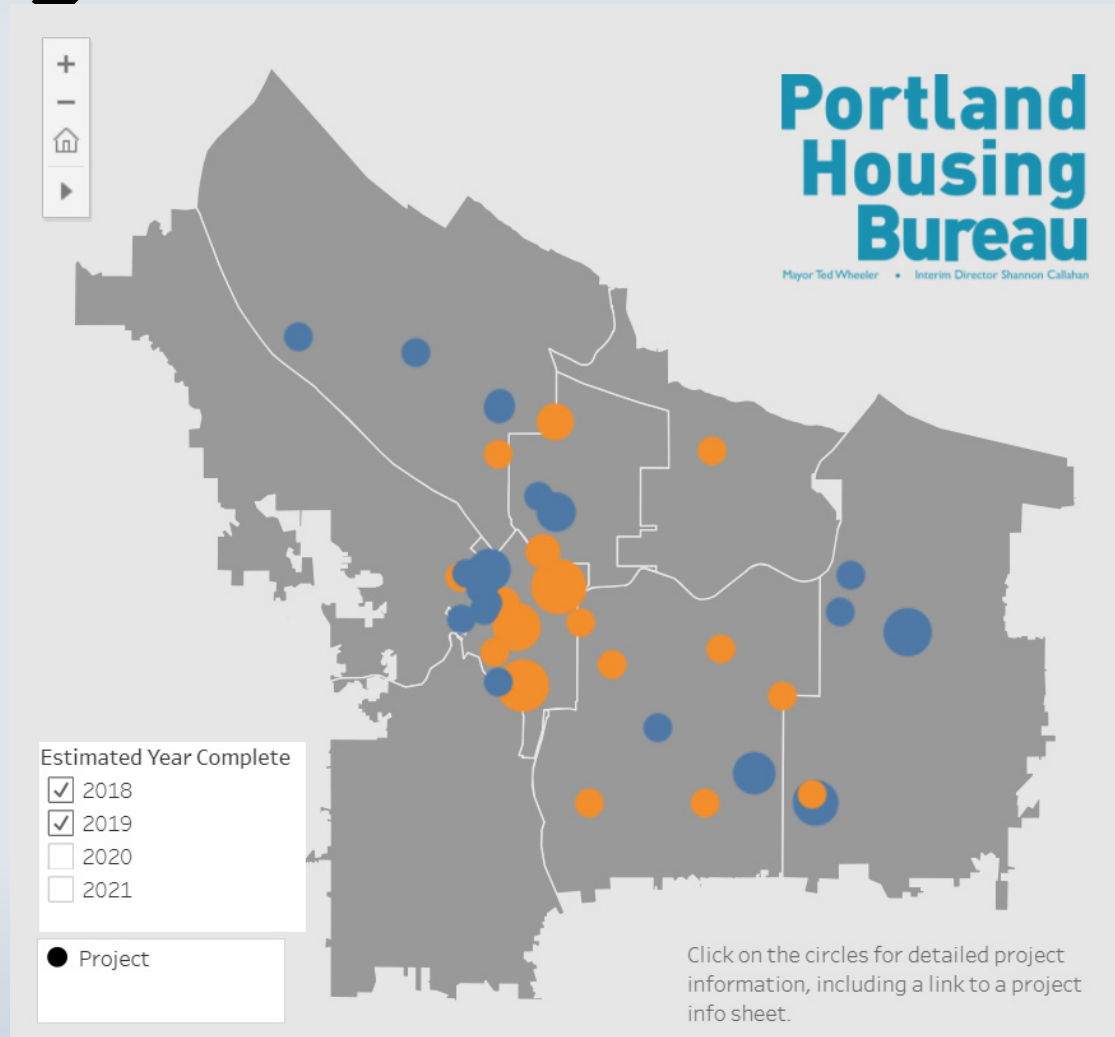 Portland
Housing
Bureau
Mayor Ted Wheeler • Interim Director Shannon Callahan
Estimated Year Complete
2018
2019
2020
2021
Project
Click on the circles for detailed project
information, including a link to a project
info sheet.